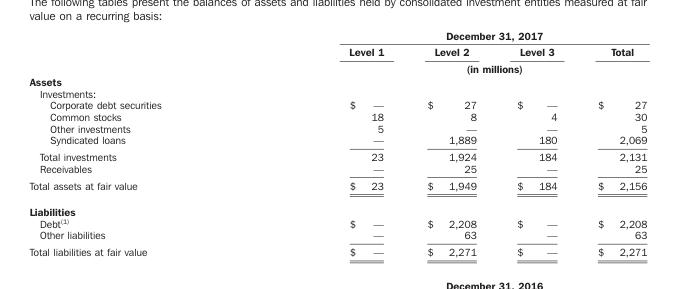 The following tables present the balances of assets and liabilities held by consolidated investment entities measured at fair
value on a recurring basis:
December 31, 2017
Level 1 Level 2 Level 3 Total
(in millions)
Assets
Investments:
Corporate debt securities $ — $ 27 $ — $ 27
Common stocks 18 8 4 30
Other investments 5 — — 5
Syndicated loans — 1,889 180 2,069
Total investments 23 1,924 184 2,131
Receivables — 25 — 25
Total assets at fair value $ 23 $ 1,949 $ 184 $ 2,156
Liabilities
Debt(1) $ — $ 2,208 $ — $ 2,208
Other liabilities — 63 — 63
Total liabilities at fair value $ — $ 2,271 $ — $ 2,271
December 31, 2016